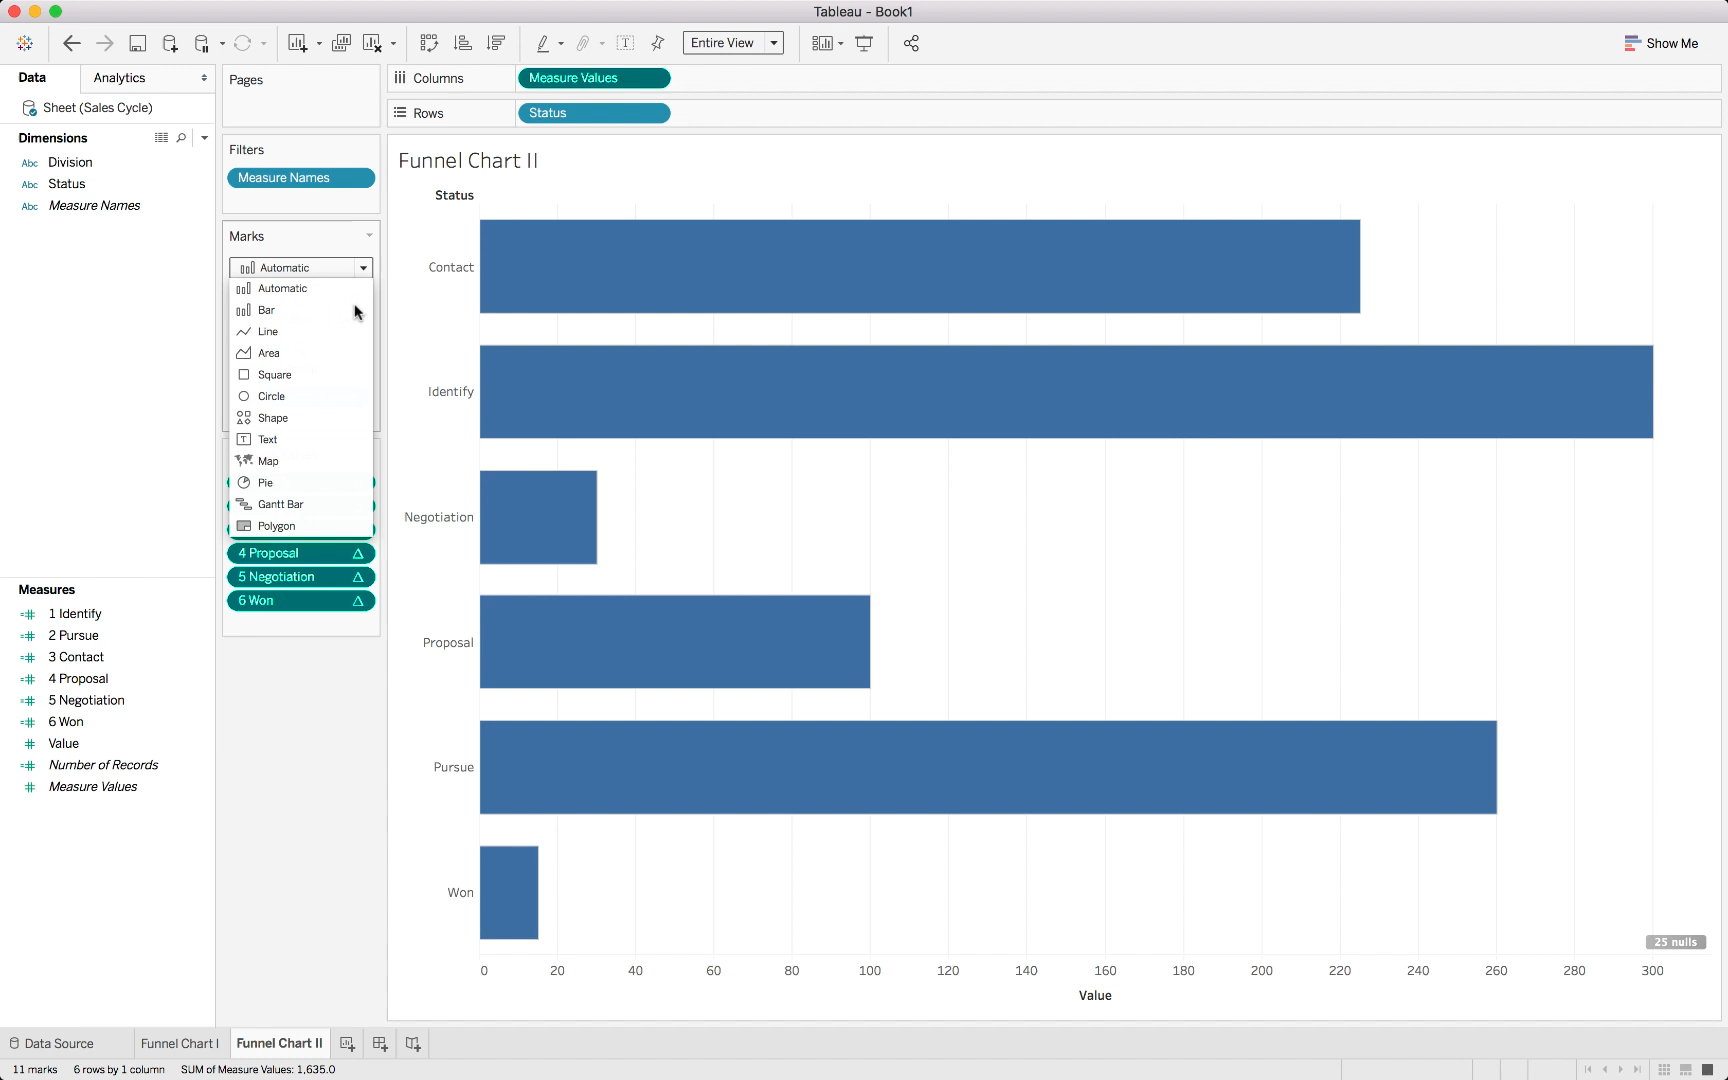 Tableau - Book1
Entire View
Show Me
Data
Analytics
Sheet (Sales Cycle)
Dimensions
Abc Division
Abc Status
Abc Measure Names
Measures
1 Identify
2 Pursue
3 Contact
4 Proposal
5 Negotiation
6 Won
Value
Number of Records
Measure Values
Pages
Filters
Measure Names
Marks
Automatic
Automatic
Bar
Line
Area
Square
Circle
Shape
Text
Map
Pie
Gantt Bar
Polygon
4 Proposal
5 Negotiation
6 Won
Columns
Measure Values
Rows
Status
Funnel Chart II
Status
Contact
Identify
Negotiation
Proposal
Pursue
Won
25 nulls
0 20 40 60 80 100 120 140 160 180 200 220 240 260 280 300
Value
Data Source
Funnel Chart I
Funnel Chart II
11 marks
6 rows by 1 column
SUM of Measure Values: 1,635.0